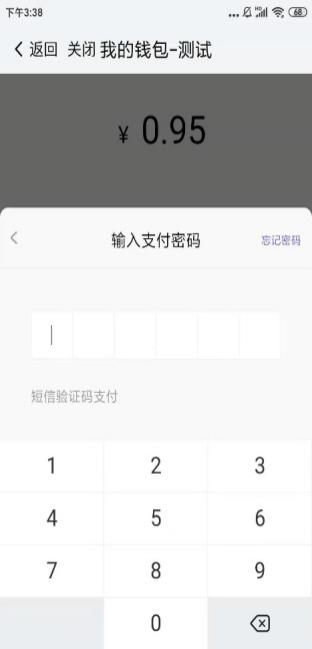 下午3:38
... HD 68
返回 关闭 我的钱包-测试
¥ 0.95
输入支付密码 忘记密码
短信验证码支付
1 2 3
4 5 6
7 8 9
0